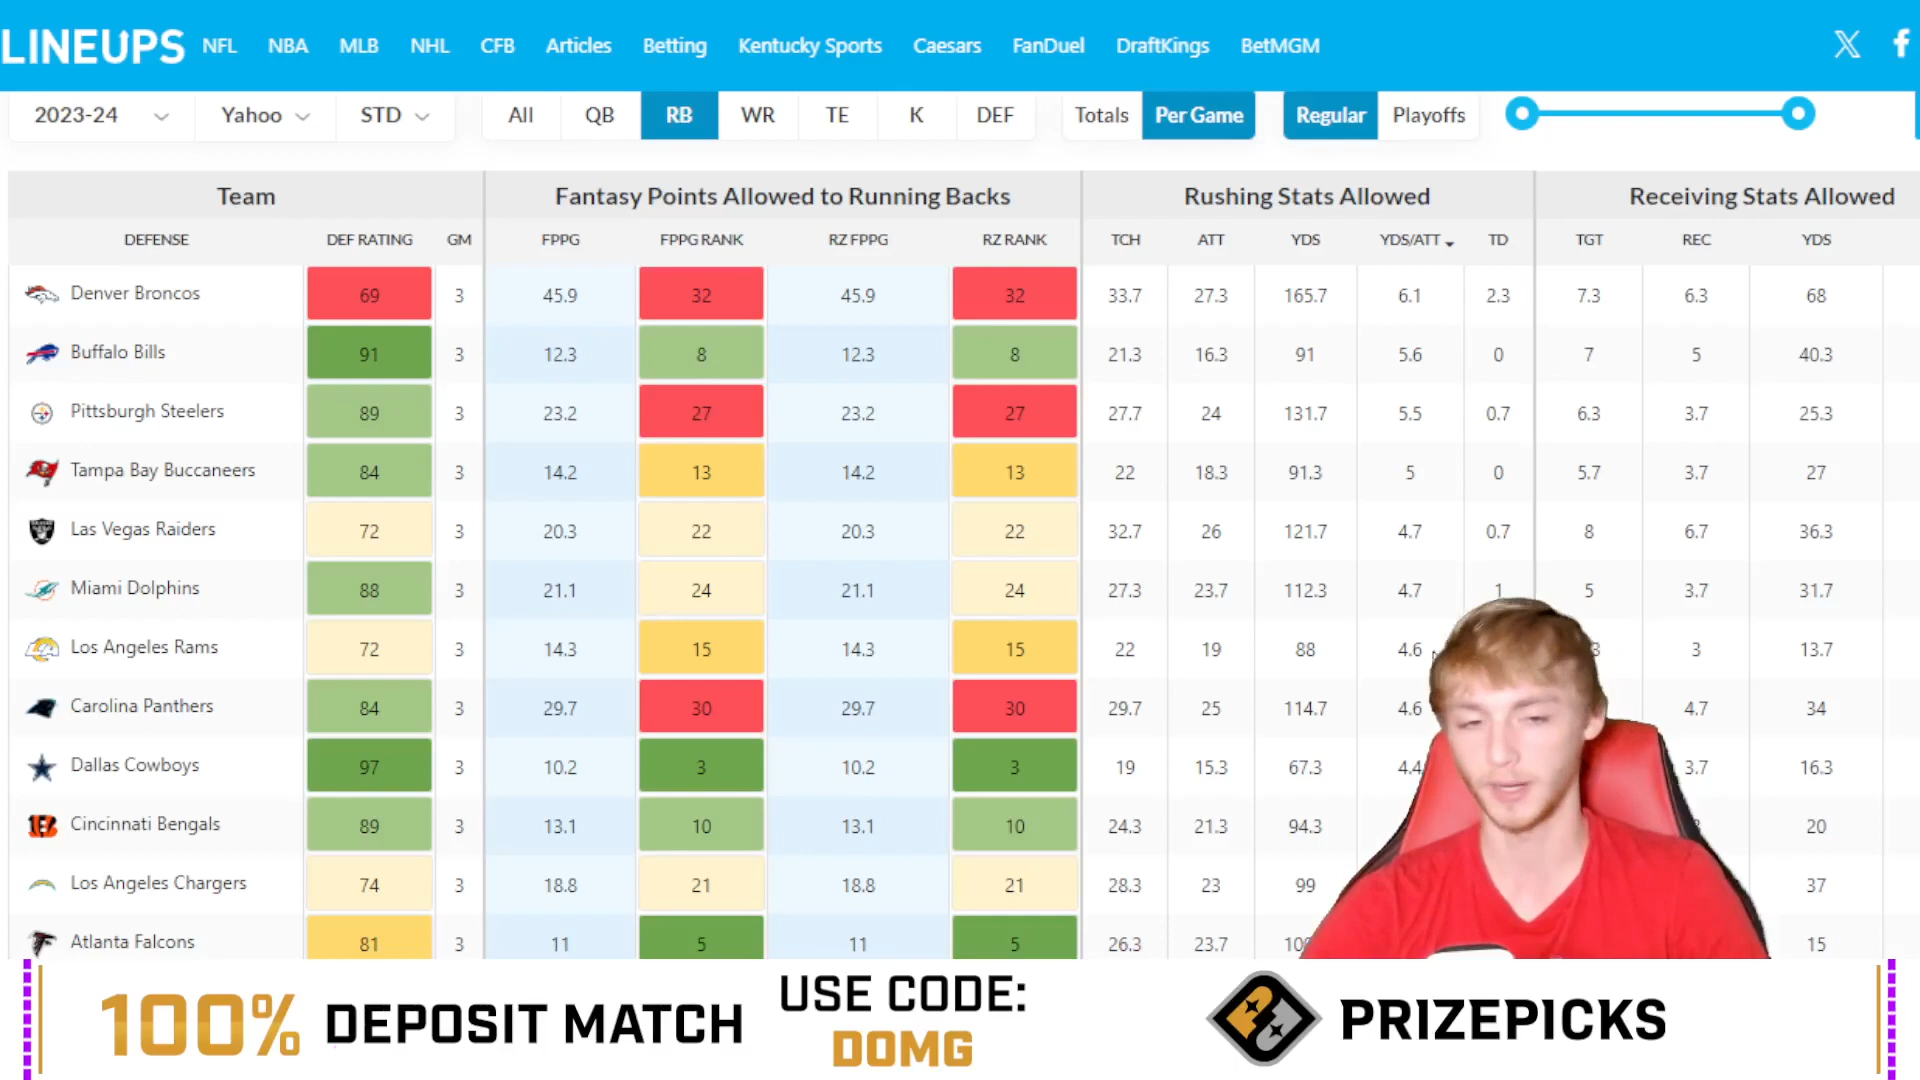 LINEUPS NFL NBA MLB NHL CFB Articles Betting Kentucky Sports Caesars FanDuel DraftKings BetMGM
2023-24 Yahoo STD All QB RB WR TE K DEF Totals Per Game Regular Playoffs
Team Fantasy Points Allowed to Running Backs Rushing Stats Allowed Receiving Stats Allowed
DEFENSE DEF RATING GM FPPG FPPG RANK RZ FPPG RZ RANK TCH ATT YDS YDS/ATT TD TGT REC YDS
Denver Broncos 69 3 45.9 32 45.9 32 33.7 27.3 165.7 6.1 2.3 7.3 6.3 68
Buffalo Bills 91 3 12.3 8 12.3 8 21.3 16.3 91 5.6 0 7 5 40.3
Pittsburgh Steelers 89 3 23.2 27 23.2 27 27.7 24 131.7 5.5 0.7 6.3 3.7 25.3
Tampa Bay Buccaneers 84 3 14.2 13 14.2 13 22 18.3 91.3 5 0 5.7 3.7 27
Las Vegas Raiders 72 3 20.3 22 20.3 22 32.7 26 121.7 4.7 0.7 8 6.7 36.3
Miami Dolphins 88 3 21.1 24 21.1 24 27.3 23.7 112.3 4.7 1 5 3.7 31.7
Los Angeles Rams 72 3 14.3 15 14.3 15 22 19 88 4.6 3 13.7
Carolina Panthers 84 3 29.7 30 29.7 30 29.7 25 114.7 4.6 4.7 34
Dallas Cowboys 97 3 10.2 3 10.2 3 19 15.3 67.3 4.4 3.7 16.3
Cincinnati Bengals 89 3 13.1 10 13.1 10 24.3 21.3 94.3 20
Los Angeles Chargers 74 3 18.8 21 18.8 21 28.3 23 99 37
Atlanta Falcons 81 3 11 5 11 5 26.3 23.7 15
100% DEPOSIT MATCH
USE CODE:
DOMG
PRIZEPICKS